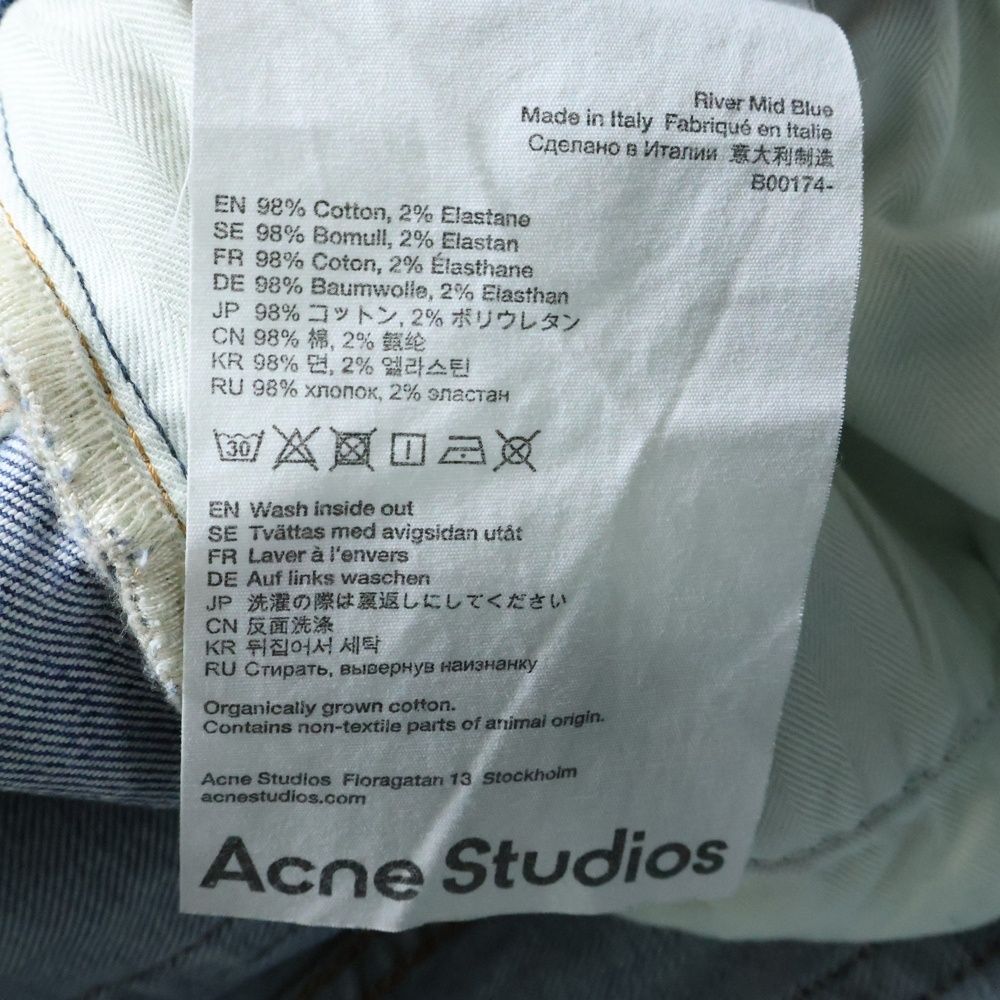 River Mid Blue
Made in Italy Fabriqué en Italie
Сделано в Италии 意大利制造
B00174-
EN 98% Cotton, 2% Elastane
SE 98% Bomull, 2% Elastan
FR 98% Coton, 2% Élasthane
DE 98% Baumwolle, 2% Elasthan
JP 98% コットン, 2% ポリウレタン
CN 98% 棉, 2% 氨纶
KR 98% 면, 2% 엘라스틴
RU 98% хлопок, 2% эластан
30
EN Wash inside out
SE Tvättas med avigsidan utåt
FR Laver à l'envers
DE Auf links waschen
JP 洗濯の際は裏返しにしてください
CN 反面洗涤
KR 뒤집어서 세탁
RU Стирать, вывернув наизнанку
Organically grown cotton.
Contains non-textile parts of animal origin.
Acne Studios Floragatan 13 Stockholm
acnestudios.com
Acne Studios